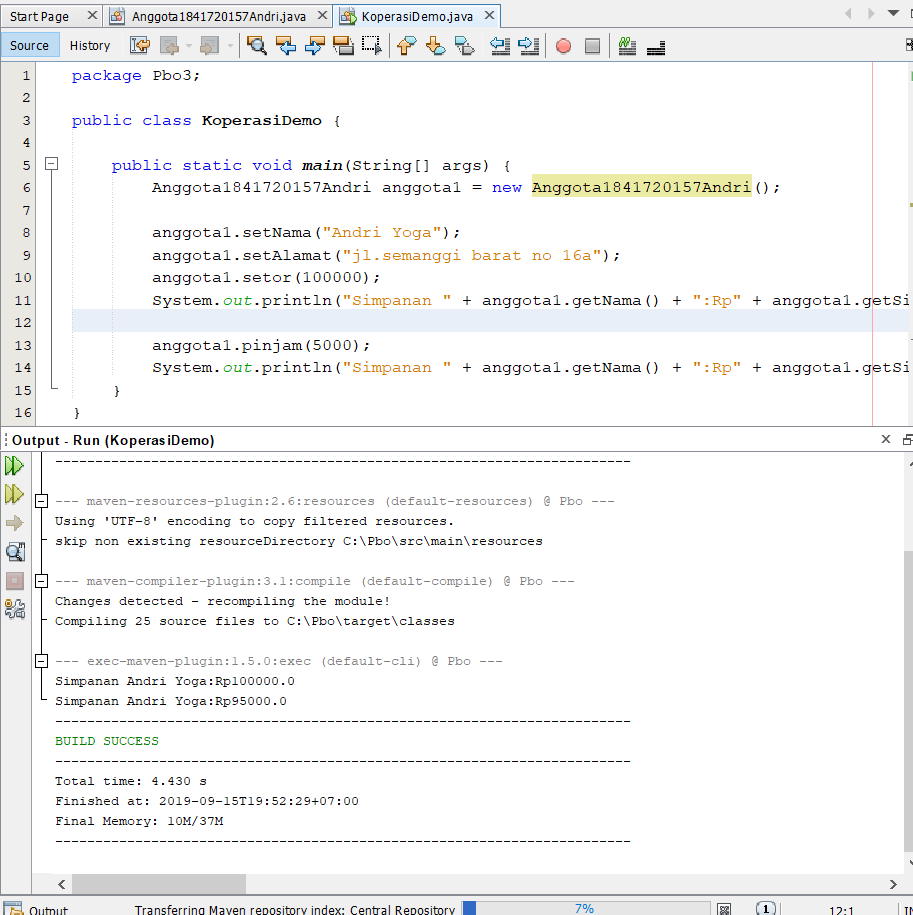 Start Page Anggota1841720157Andri.java KoperasiDemo.java
Source History
1 package Pbo3;
2
3 public class KoperasiDemo {
4
5 public static void main(String[] args) {
6 Anggota1841720157Andri anggota1 = new Anggota1841720157Andri();
7
8 anggota1.setNama("Andri Yoga");
9 anggota1.setAlamat("jl.semanggi barat no 16a");
10 anggota1.setor(100000);
11 System.out.println("Simpanan " + anggota1.getNama() + ":Rp" + anggota1.getSi
12
13 anggota1.pinjam(5000);
14 System.out.println("Simpanan " + anggota1.getNama() + ":Rp" + anggota1.getSi
15 }
16 }
Output - Run (KoperasiDemo)
------------------------------------------------------------------------
--- maven-resources-plugin:2.6:resources (default-resources) @ Pbo ---
Using 'UTF-8' encoding to copy filtered resources.
skip non existing resourceDirectory C:\Pbo\src\main\resources
--- maven-compiler-plugin:3.1:compile (default-compile) @ Pbo ---
Changes detected - recompiling the module!
Compiling 25 source files to C:\Pbo\target\classes
--- exec-maven-plugin:1.5.0:exec (default-cli) @ Pbo ---
Simpanan Andri Yoga:Rp100000.0
Simpanan Andri Yoga:Rp95000.0
------------------------------------------------------------------------
BUILD SUCCESS
------------------------------------------------------------------------
Total time: 4.430 s
Finished at: 2019-09-15T19:52:29+07:00
Final Memory: 10M/37M
------------------------------------------------------------------------
Output Transferring Maven repository index: Central Repository 7% 1 12:1